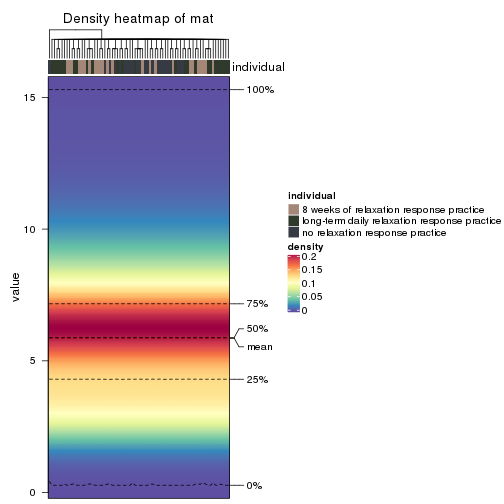 Density heatmap of mat
individual
15
10
5
0
value
100%
75%
50%
mean
25%
0%
individual
8 weeks of relaxation response practice
long-term daily relaxation response practice
no relaxation response practice
density
0.2
0.15
0.1
0.05
0